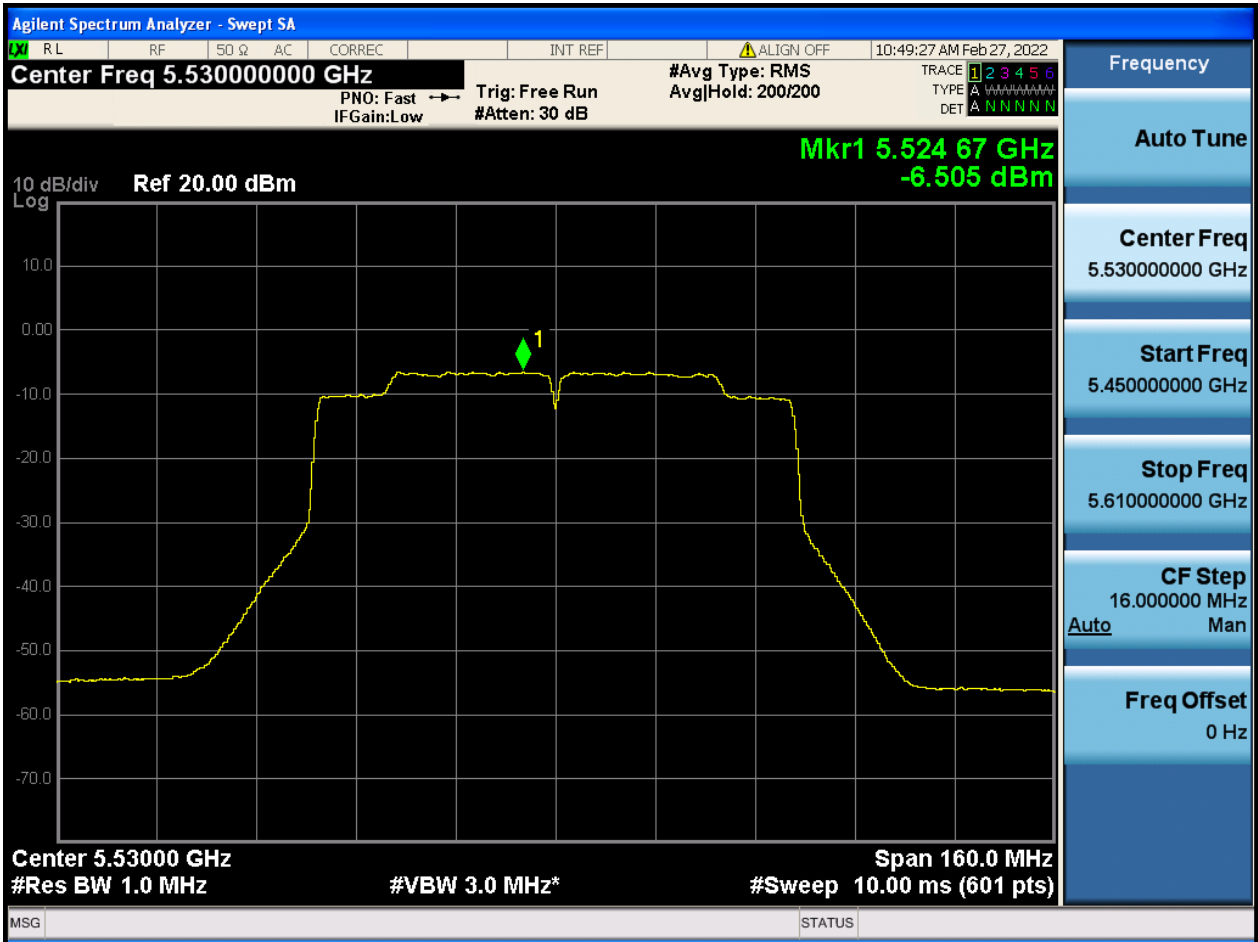 Agilent Spectrum Analyzer - Swept SA
LXI RL RF 50 Ω AC CORREC INT REF ALIGN OFF 10:49:27 AM Feb 27, 2022
Center Freq 5.530000000 GHz
PNO: Fast
IFGain:Low
Trig: Free Run
#Atten: 30 dB
#Avg Type: RMS
Avg|Hold: 200/200
TRACE 1 2 3 4 5 6
TYPE A WWWWW
DET A N N N N N
Mkr1 5.524 67 GHz
-6.505 dBm
10 dB/div Ref 20.00 dBm
Log
10.0
0.00
-10.0
-20.0
-30.0
-40.0
-50.0
-60.0
-70.0
1
Center 5.53000 GHz Span 160.0 MHz
#Res BW 1.0 MHz #VBW 3.0 MHz* #Sweep 10.00 ms (601 pts)
MSG STATUS
Frequency
Auto Tune
Center Freq
5.530000000 GHz
Start Freq
5.450000000 GHz
Stop Freq
5.610000000 GHz
CF Step
16.000000 MHz
Auto Man
Freq Offset
0 Hz